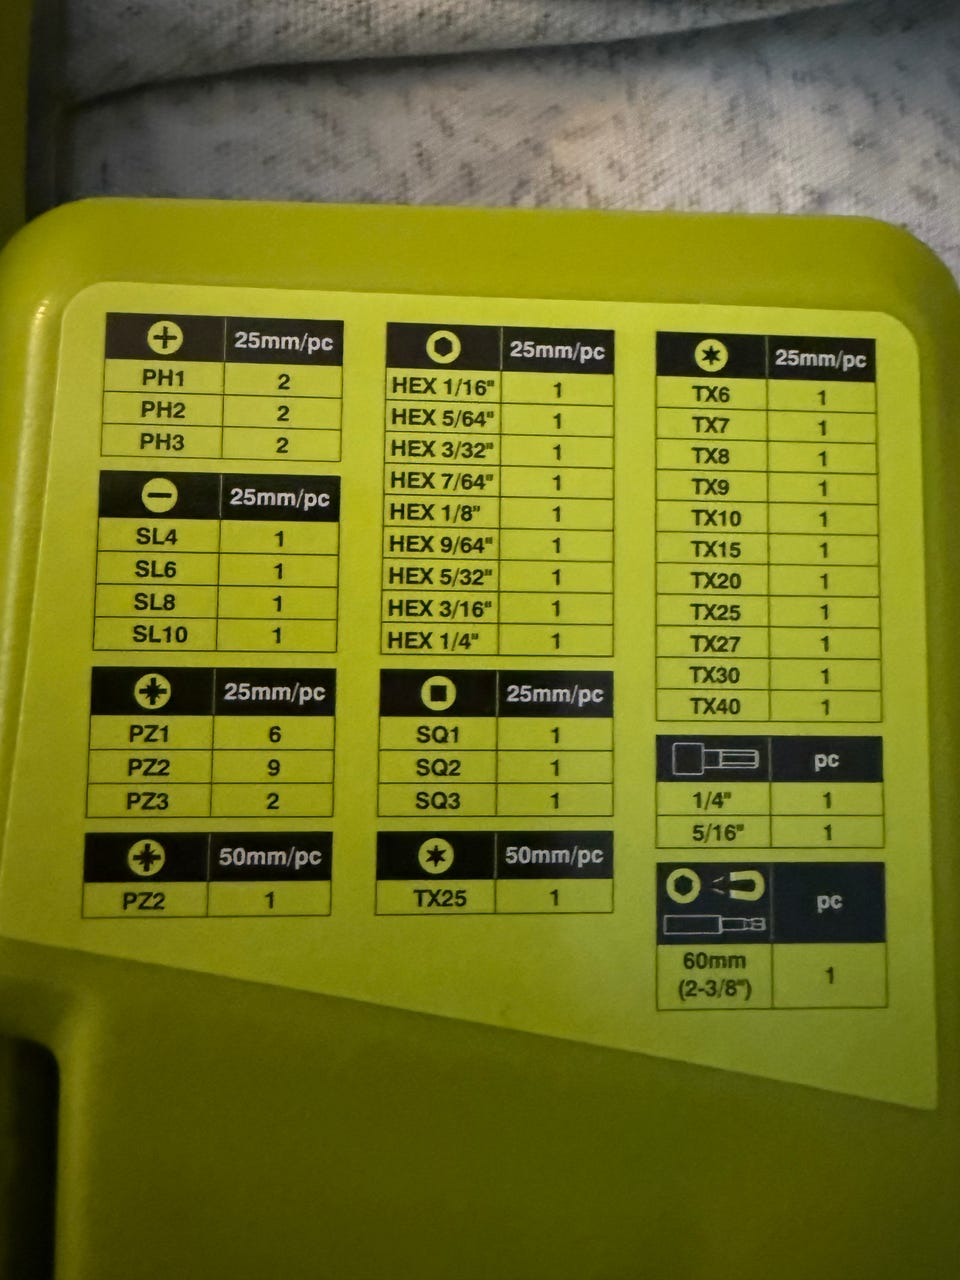 25mm/pc
PH1 2
PH2 2
PH3 2
25mm/pc
SL4 1
SL6 1
SL8 1
SL10 1
25mm/pc
PZ1 6
PZ2 9
PZ3 2
50mm/pc
PZ2 1
25mm/pc
HEX 1/16" 1
HEX 5/64" 1
HEX 3/32" 1
HEX 7/64" 1
HEX 1/8" 1
HEX 9/64" 1
HEX 5/32" 1
HEX 3/16" 1
HEX 1/4" 1
25mm/pc
SQ1 1
SQ2 1
SQ3 1
50mm/pc
TX25 1
25mm/pc
TX6 1
TX7 1
TX8 1
TX9 1
TX10 1
TX15 1
TX20 1
TX25 1
TX27 1
TX30 1
TX40 1
pc
1/4" 1
5/16" 1
pc
60mm
(2-3/8") 1